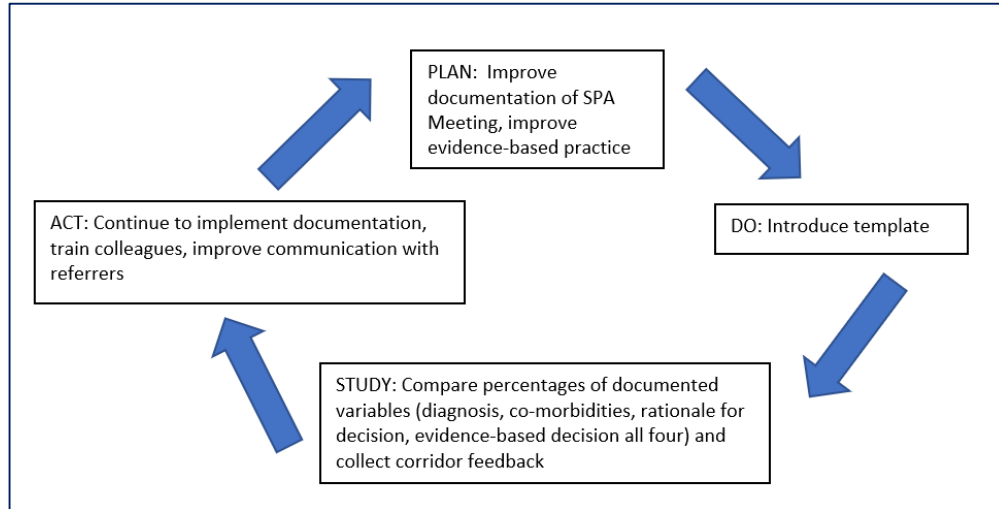 PLAN:  Improve
documentation of SPA
Meeting, improve
evidence-based practice
DO: Introduce template
STUDY: Compare percentages of documented
variables (diagnosis, co-morbidities, rationale for
decision, evidence-based decision all four) and
collect corridor feedback
ACT: Continue to implement documentation,
train colleagues, improve communication with
referrers